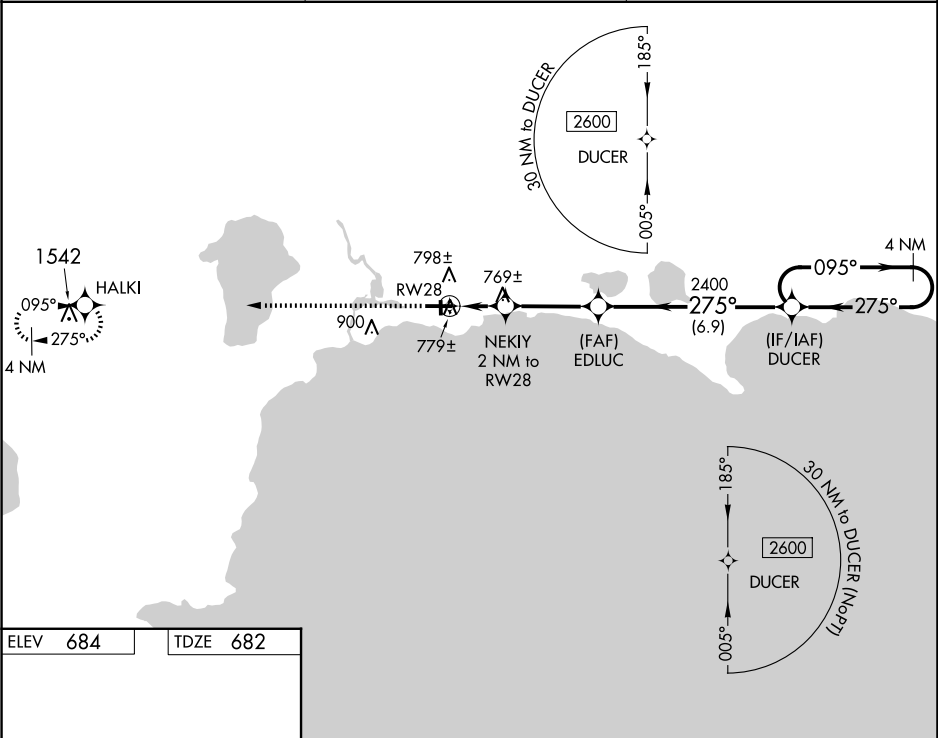 30 NM to DUCER
185°
2600
DUCER
005°
1542
HALKI
095°
275°
4 NM
798±
RW28
900
779±
769±
NEKIY
2 NM to
RW28
(FAF)
EDLUC
2400
275°
(6.9)
(IF/IAF)
DUCER
4 NM
095°
275°
185°
30 NM to DUCER (NoPT)
2600
DUCER
005°
ELEV 684
TDZE 682